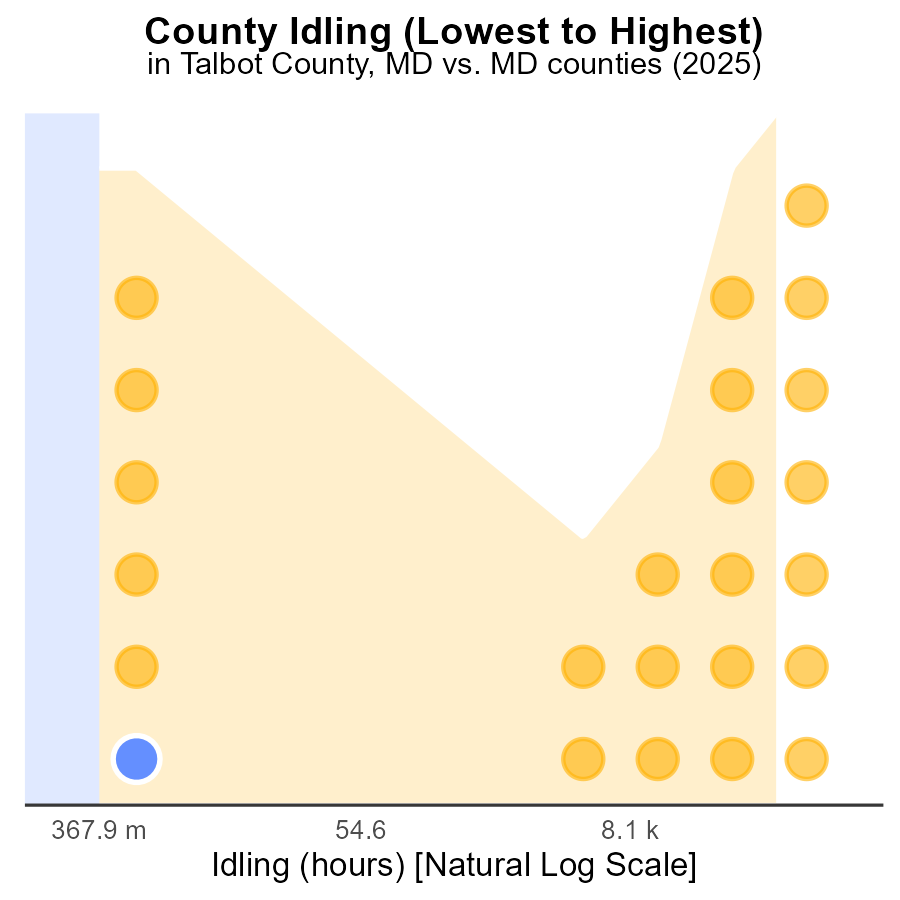 County Idling (Lowest to Highest)
in Talbot County, MD vs. MD counties (2025)
367.9 m 54.6 8.1 k
Idling (hours) [Natural Log Scale]